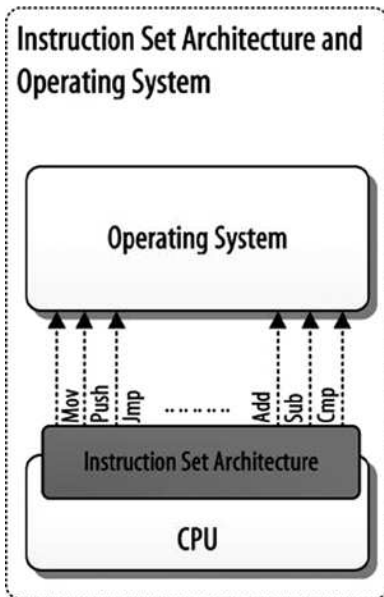 Instruction Set Architecture and
Operating System
Operating System
Mov
Push
Jmp
..........
Add
Sub
Cmp
Instruction Set Architecture
CPU